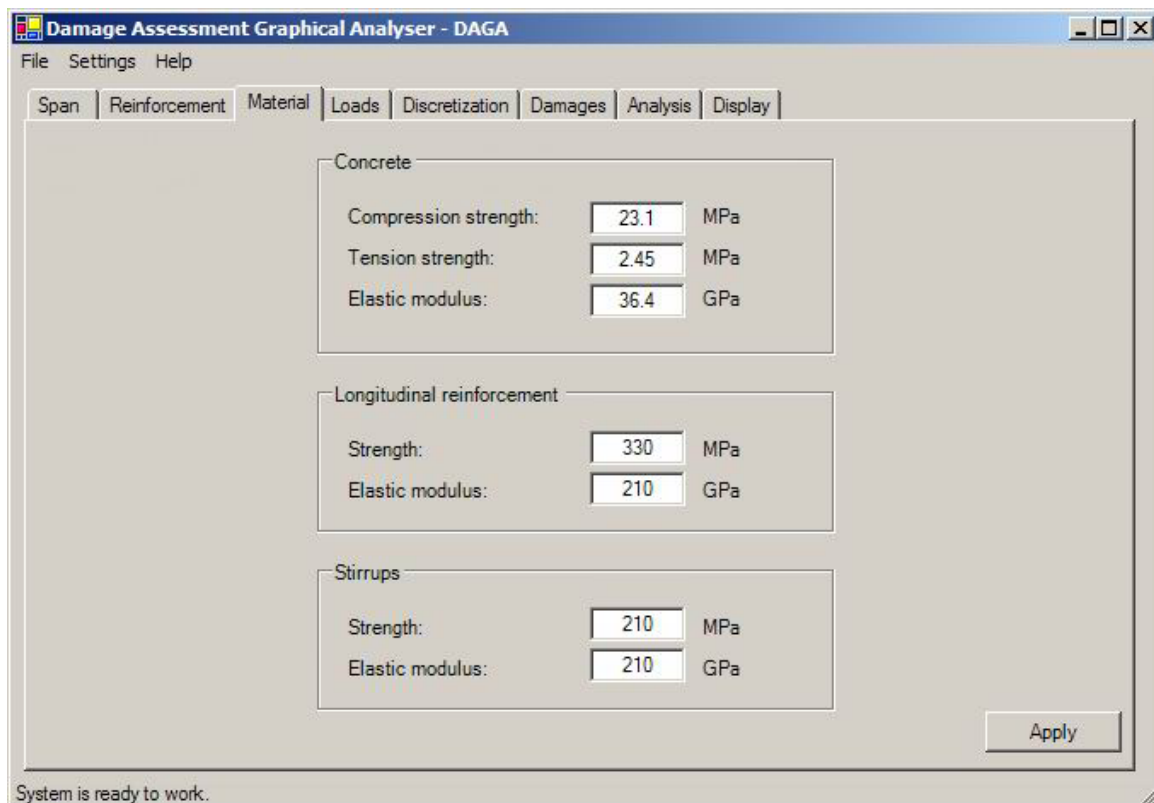 Damage Assessment Graphical Analyser - DAGA
File Settings Help
Span Reinforcement Material Loads Discretization Damages Analysis Display
Concrete
Compression strength: 23.1 MPa
Tension strength: 2.45 MPa
Elastic modulus: 36.4 GPa
Longitudinal reinforcement
Strength: 330 MPa
Elastic modulus: 210 GPa
Stirrups
Strength: 210 MPa
Elastic modulus: 210 GPa
Apply
System is ready to work.